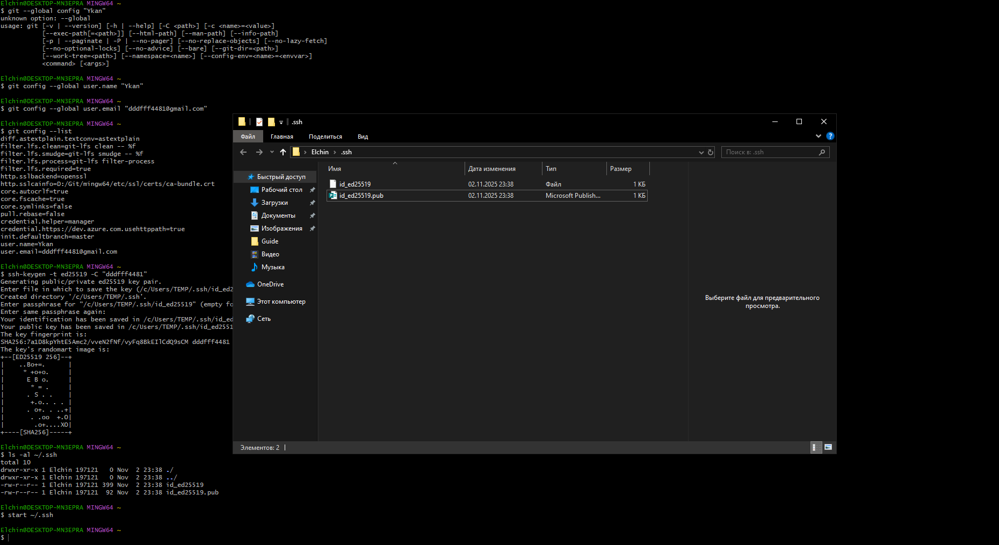 Elchin@DESKTOP-MN3EPRA MINGW64 ~
$ git --global config "Ykan"
unknown option: --global
usage: git [-v | --version] [-h | --help] [-C <path>] [-c <name>=<value>]
           [--exec-path[=<path>]] [--html-path] [--man-path] [--info-path]
           [-p | --paginate | -P | --no-pager] [--no-replace-objects] [--no-lazy-fetch]
           [--no-optional-locks] [--no-advice] [--bare] [--git-dir=<path>]
           [--work-tree=<path>] [--namespace=<name>] [--config-env=<name>=<envvar>]
           <command> [<args>]
Elchin@DESKTOP-MN3EPRA MINGW64 ~
$ git config --global user.name "Ykan"
Elchin@DESKTOP-MN3EPRA MINGW64 ~
$ git config --global user.email "dddfff4481@gmail.com"
Elchin@DESKTOP-MN3EPRA MINGW64 ~
$ git config --list
diff.astextplain.textconv=astextplain
filter.lfs.clean=git-lfs clean -- %f
filter.lfs.smudge=git-lfs smudge -- %f
filter.lfs.process=git-lfs filter-process
filter.lfs.required=true
http.sslbackend=openssl
http.sslcainfo=D:/Git/mingw64/etc/ssl/certs/ca-bundle.crt
core.autocrlf=true
core.fscache=true
core.symlinks=false
pull.rebase=false
credential.helper=manager
credential.https://dev.azure.com.usehttppath=true
init.defaultbranch=master
user.name=Ykan
user.email=dddfff4481@gmail.com
Elchin@DESKTOP-MN3EPRA MINGW64 ~
$ ssh-keygen -t ed25519 -C "dddfff4481"
Generating public/private ed25519 key pair.
Enter file in which to save the key (/c/Users/TEMP/.ssh/id_ed2
Created directory '/c/Users/TEMP/.ssh'.
Enter passphrase for "/c/Users/TEMP/.ssh/id_ed25519" (empty fo
Enter same passphrase again:
Your identification has been saved in /c/Users/TEMP/.ssh/id_ed
Your public key has been saved in /c/Users/TEMP/.ssh/id_ed2551
The key fingerprint is:
SHA256:7a1D8kpYhtE5Amc2/vveN2fNf/vyFq8BkEIlCdQ9sCM dddfff4481
The key's randomart image is:
+--[ED25519 256]--+
|    ..Bo+=.      |
|     * +o+o.     |
|      E B o.     |
|       * = .     |
|      . S . .    |
|       +.o.. . . |
|      . o+. . ..+|
|       . .oo  +.O|
|        .o+....XO|
+----[SHA256]-----+
Elchin@DESKTOP-MN3EPRA MINGW64 ~
$ ls -al ~/.ssh
total 10
drwxr-xr-x 1 Elchin 197121   0 Nov  2 23:38 ./
drwxr-xr-x 1 Elchin 197121   0 Nov  2 23:38 ../
-rw-r--r-- 1 Elchin 197121 399 Nov  2 23:38 id_ed25519
-rw-r--r-- 1 Elchin 197121  92 Nov  2 23:38 id_ed25519.pub
Elchin@DESKTOP-MN3EPRA MINGW64 ~
$ start ~/.ssh
Elchin@DESKTOP-MN3EPRA MINGW64 ~
$
.ssh
Файл Главная Поделиться Вид
Elchin > .ssh
Поиск в: .ssh
Быстрый доступ
Рабочий стол
Загрузки
Документы
Изображения
Guide
Видео
Музыка
OneDrive
Этот компьютер
Сеть
Имя Дата изменения Тип Размер
id_ed25519 02.11.2025 23:38 Файл 1 КБ
id_ed25519.pub 02.11.2025 23:38 Microsoft Publish... 1 КБ
Выберите файл для предварительного
просмотра.
Элементов: 2